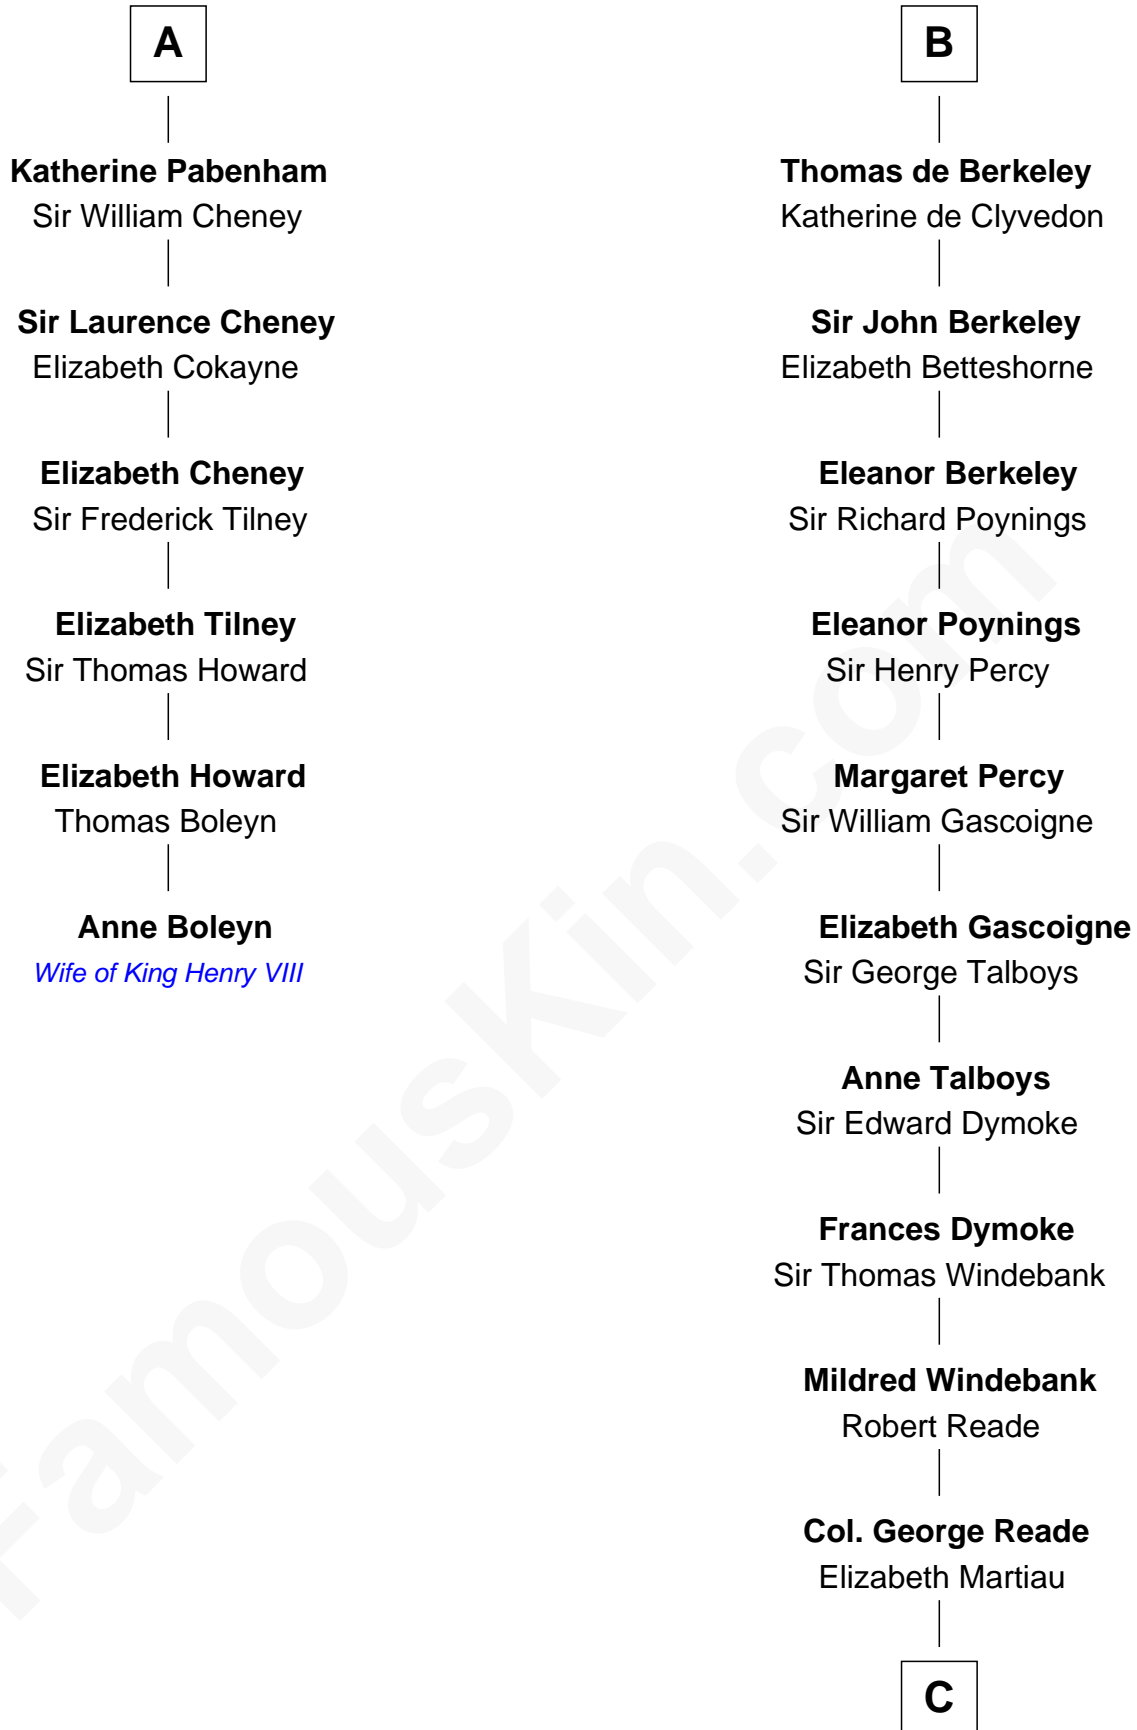 A
Katherine Pabenham
Sir William Cheney
Sir Laurence Cheney
Elizabeth Cokayne
Elizabeth Cheney
Sir Frederick Tilney
Elizabeth Tilney
Sir Thomas Howard
Elizabeth Howard
Thomas Boleyn
Anne Boleyn
Wife of King Henry VIII
B
Thomas de Berkeley
Katherine de Clyvedon
Sir John Berkeley
Elizabeth Betteshorne
Eleanor Berkeley
Sir Richard Poynings
Eleanor Poynings
Sir Henry Percy
Margaret Percy
Sir William Gascoigne
Elizabeth Gascoigne
Sir George Talboys
Anne Talboys
Sir Edward Dymoke
Frances Dymoke
Sir Thomas Windebank
Mildred Windebank
Robert Reade
Col. George Reade
Elizabeth Martiau
C
FamousKin.com